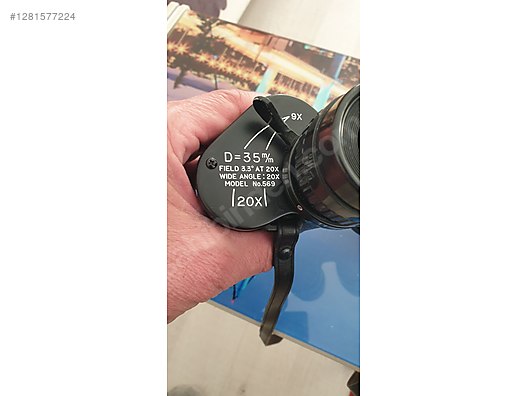 #1281577224
9X
D=35m/m
FIELD 3.3° AT 20X
WIDE ANGLE : 20X
MODEL No.569
20X